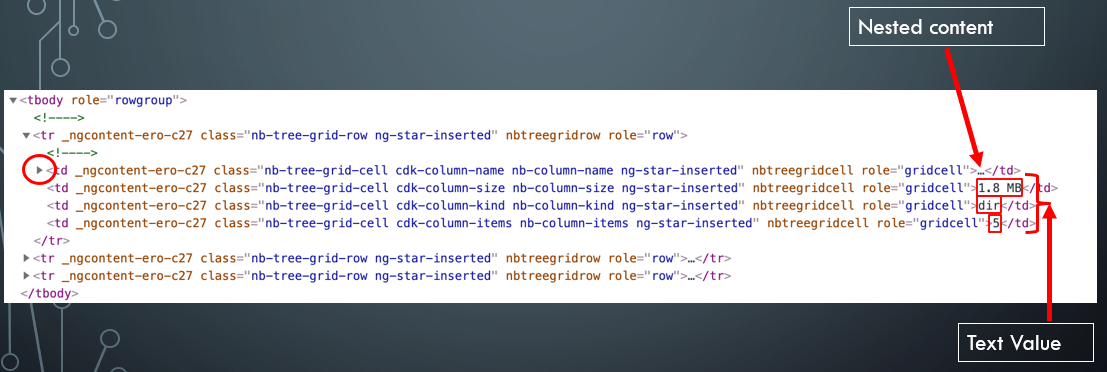 Nested content
▼<tbody role="rowgroup">
<!---->
▼<tr _ngcontent-ero-c27 class="nb-tree-grid-row ng-star-inserted" nbtreegridrow role="row">
<!---->
▶<td _ngcontent-ero-c27 class="nb-tree-grid-cell cdk-column-name nb-column-name ng-star-inserted" nbtreegridcell role="gridcell">…</td>
<td _ngcontent-ero-c27 class="nb-tree-grid-cell cdk-column-size nb-column-size ng-star-inserted" nbtreegridcell role="gridcell">1.8 MB</td>
<td _ngcontent-ero-c27 class="nb-tree-grid-cell cdk-column-kind nb-column-kind ng-star-inserted" nbtreegridcell role="gridcell">dir</td>
<td _ngcontent-ero-c27 class="nb-tree-grid-cell cdk-column-items nb-column-items ng-star-inserted" nbtreegridcell role="gridcell">5</td>
</tr>
▶<tr _ngcontent-ero-c27 class="nb-tree-grid-row ng-star-inserted" nbtreegridrow role="row">…</tr>
▶<tr _ngcontent-ero-c27 class="nb-tree-grid-row ng-star-inserted" nbtreegridrow role="row">…</tr>
</tbody>
Text Value